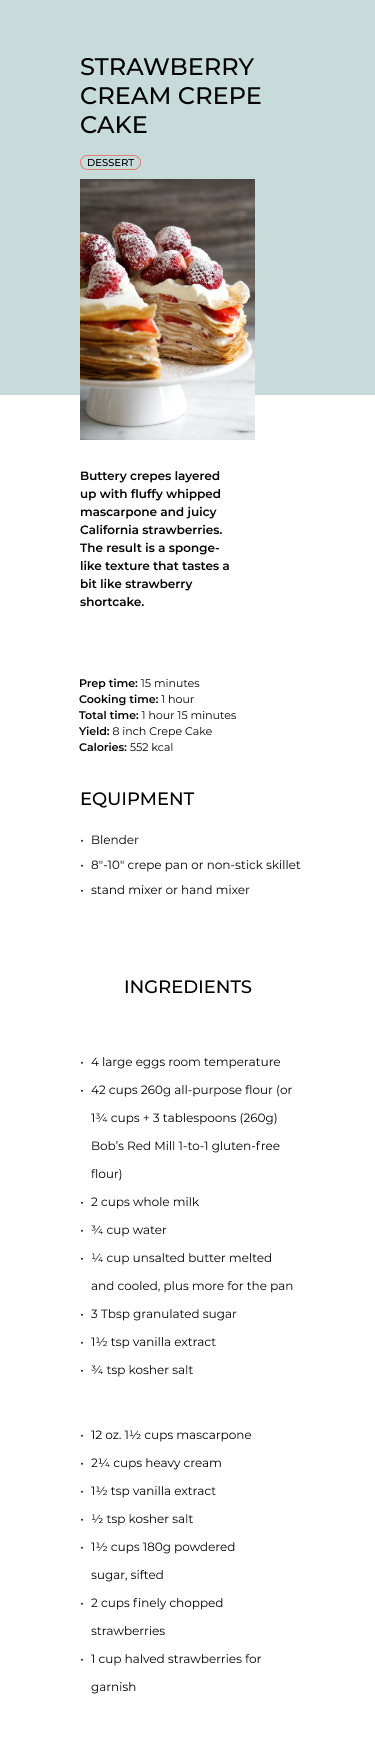 STRAWBERRY
CREAM CREPE
CAKE
DESSERT
Buttery crepes layered
up with fluffy whipped
mascarpone and juicy
California strawberries.
The result is a sponge-
like texture that tastes a
bit like strawberry
shortcake.
Prep time: 15 minutes
Cooking time: 1 hour
Total time: 1 hour 15 minutes
Yield: 8 inch Crepe Cake
Calories: 552 kcal
EQUIPMENT
• Blender
• 8"-10" crepe pan or non-stick skillet
• stand mixer or hand mixer
INGREDIENTS
• 4 large eggs room temperature
• 42 cups 260g all-purpose flour (or
1¾ cups + 3 tablespoons (260g)
Bob's Red Mill 1-to-1 gluten-free
flour)
• 2 cups whole milk
• ¾ cup water
• ¼ cup unsalted butter melted
and cooled, plus more for the pan
• 3 Tbsp granulated sugar
• 1½ tsp vanilla extract
• ¾ tsp kosher salt
• 12 oz. 1½ cups mascarpone
• 2¼ cups heavy cream
• 1½ tsp vanilla extract
• ½ tsp kosher salt
• 1½ cups 180g powdered
sugar, sifted
• 2 cups finely chopped
strawberries
• 1 cup halved strawberries for
garnish